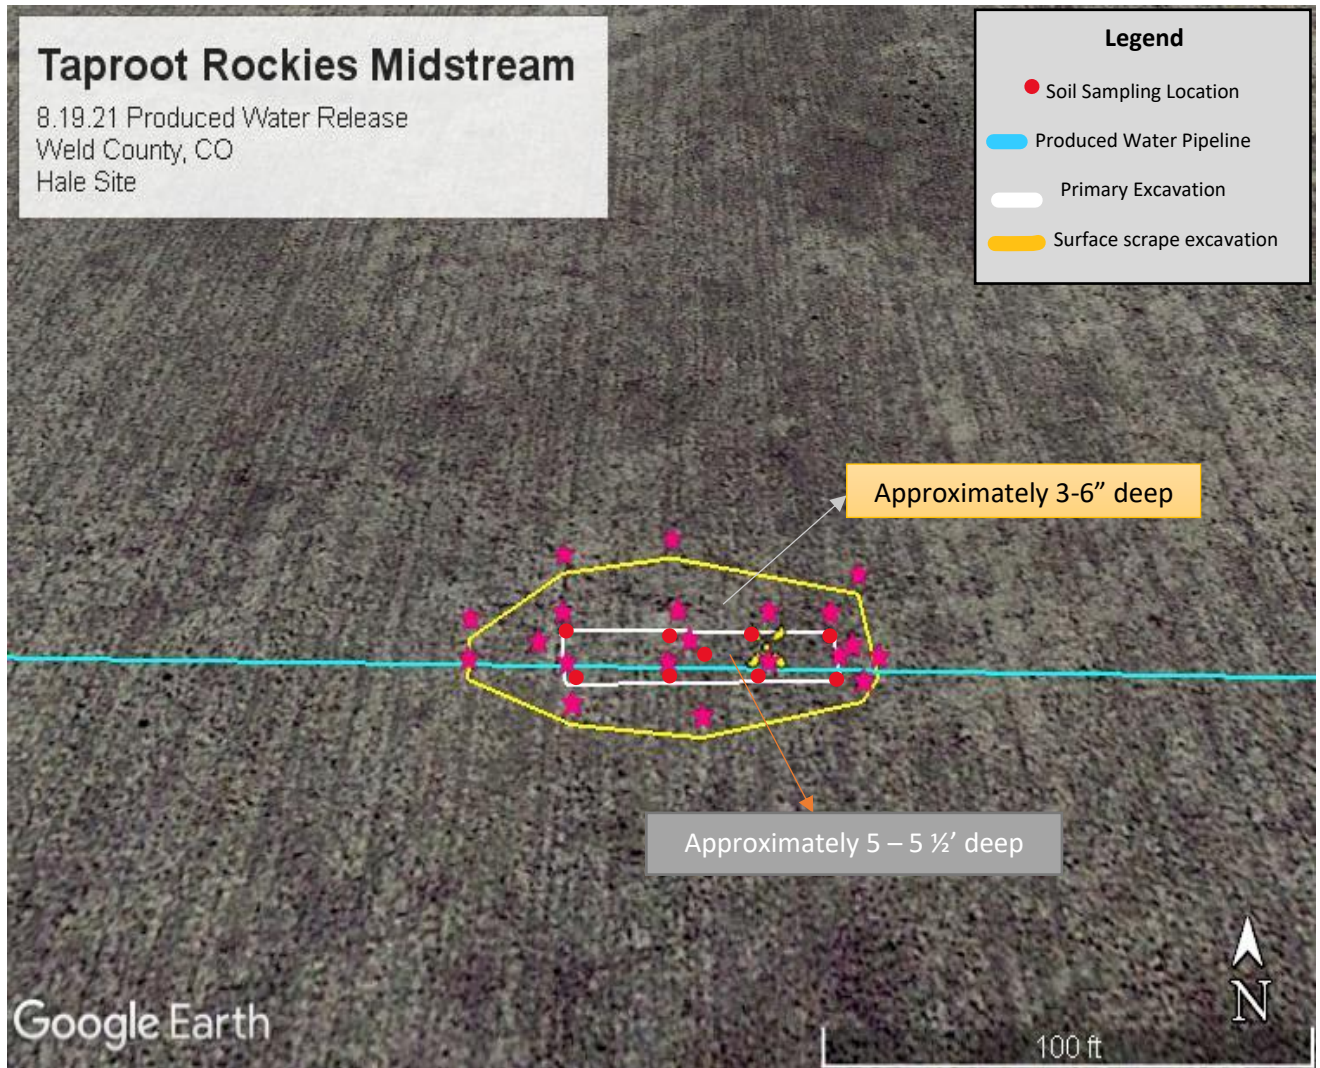 Taproot Rockies Midstream
8.19.21 Produced Water Release
Weld County, CO
Hale Site
Legend
Soil Sampling Location
Produced Water Pipeline
Primary Excavation
Surface scrape excavation
Approximately 3-6” deep
Approximately 5 – 5 ½’ deep
Google Earth
N
100 ft